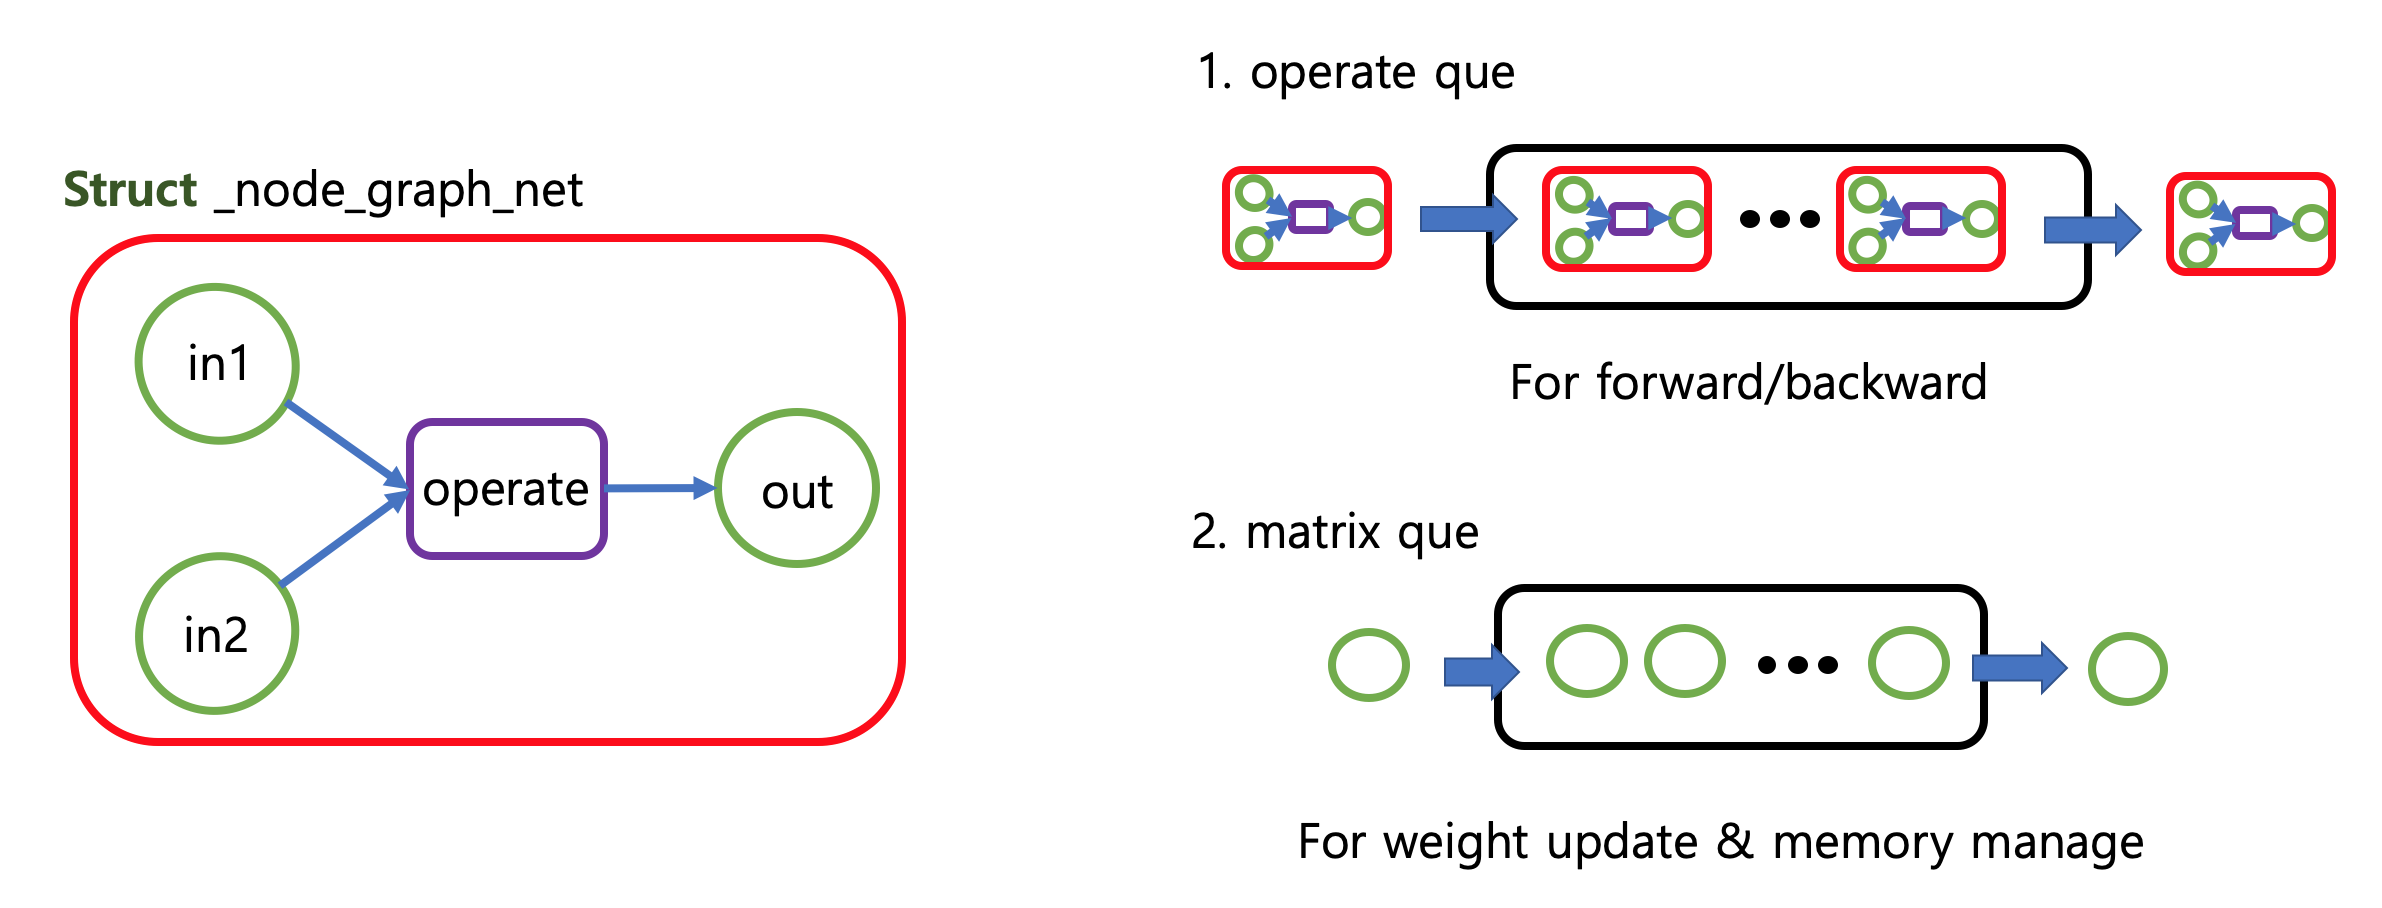 Struct _node_graph_net
in1
in2
operate
out
1. operate que
For forward/backward
2. matrix que
For weight update & memory manage